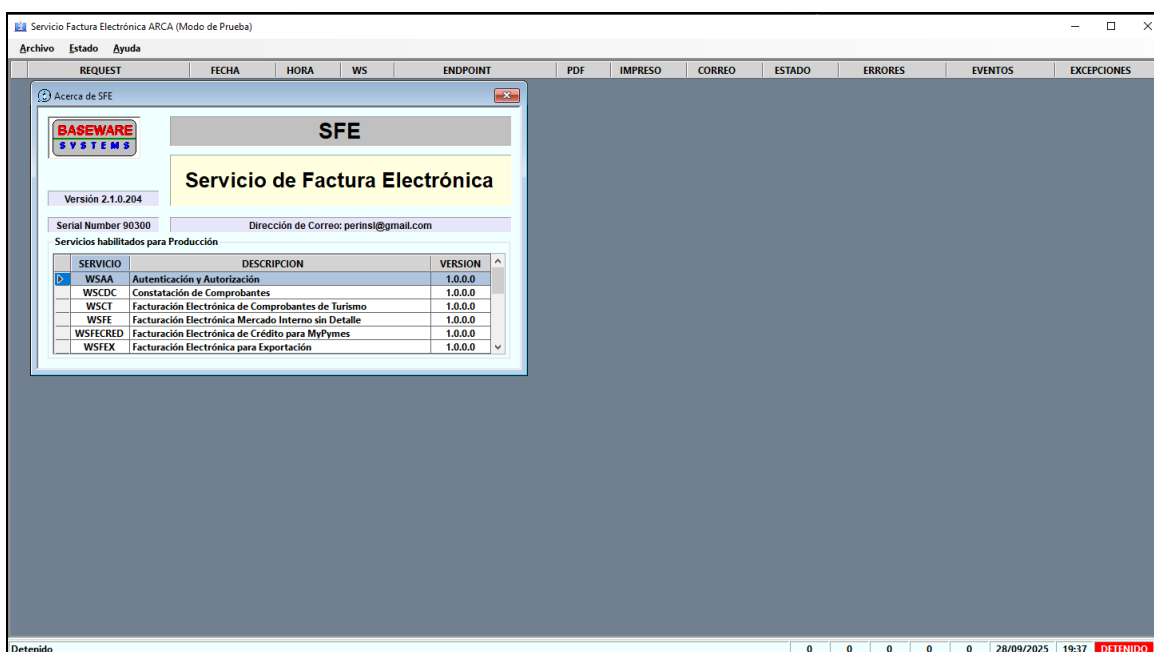 Servicio Factura Electrónica ARCA (Modo de Prueba)
Archivo Estado Ayuda
REQUEST FECHA HORA WS ENDPOINT PDF IMPRESO CORREO ESTADO ERRORES EVENTOS EXCEPCIONES
Acerca de SFE
BASEWARE
SYSTEMS
SFE
Servicio de Factura Electrónica
Versión 2.1.0.204
Serial Number 90300 Dirección de Correo: perinsl@gmail.com
Servicios habilitados para Producción
SERVICIO DESCRIPCION VERSION
WSAA Autenticación y Autorización 1.0.0.0
WSCDC Constatación de Comprobantes 1.0.0.0
WSCT Facturación Electrónica de Comprobantes de Turismo 1.0.0.0
WSFE Facturación Electrónica Mercado Interno sin Detalle 1.0.0.0
WSFECRED Facturación Electrónica de Crédito para MyPymes 1.0.0.0
WSFEX Facturación Electrónica para Exportación 1.0.0.0
Detenido 0 0 0 0 0 28/09/2025 19:37 DETENIDO